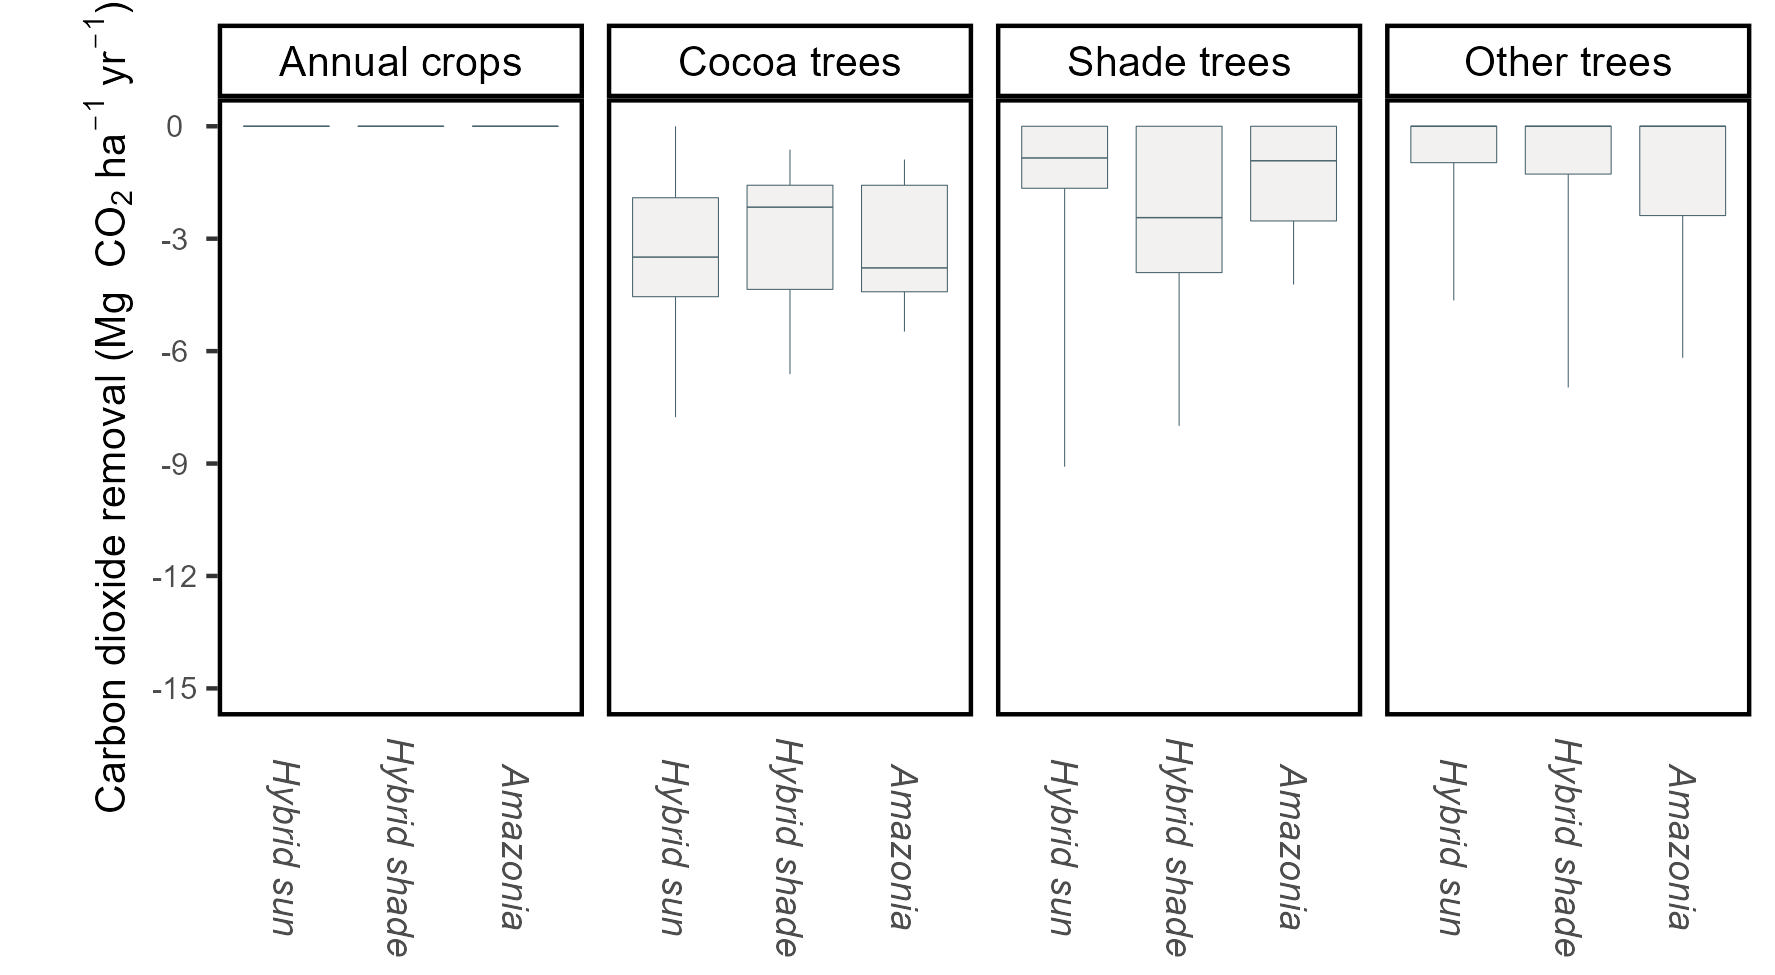 Annual crops
Cocoa trees
Shade trees
Other trees
Carbon dioxide removal (Mg CO₂ ha⁻¹ yr⁻¹)
0
-3
-6
-9
-12
-15
Hybrid sun
Hybrid shade
Amazonia
Hybrid sun
Hybrid shade
Amazonia
Hybrid sun
Hybrid shade
Amazonia
Hybrid sun
Hybrid shade
Amazonia